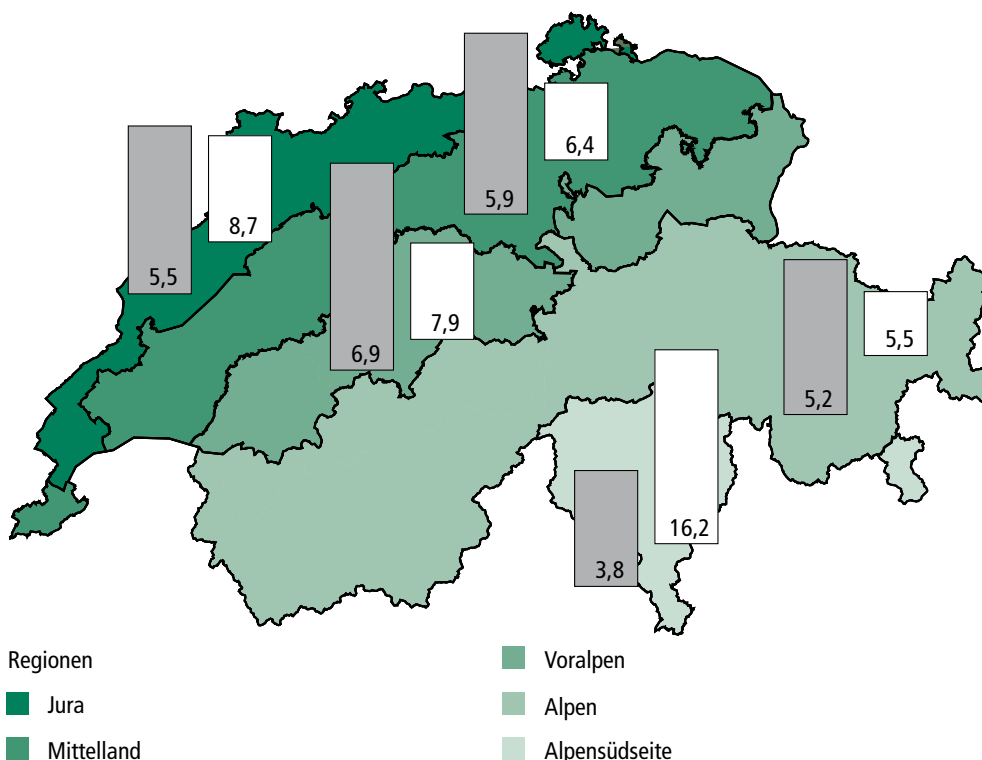 6,4
5,9
8,7
5,5
7,9
6,9
5,5
5,2
16,2
3,8
Regionen
Jura
Mittelland
Voralpen
Alpen
Alpensüdseite